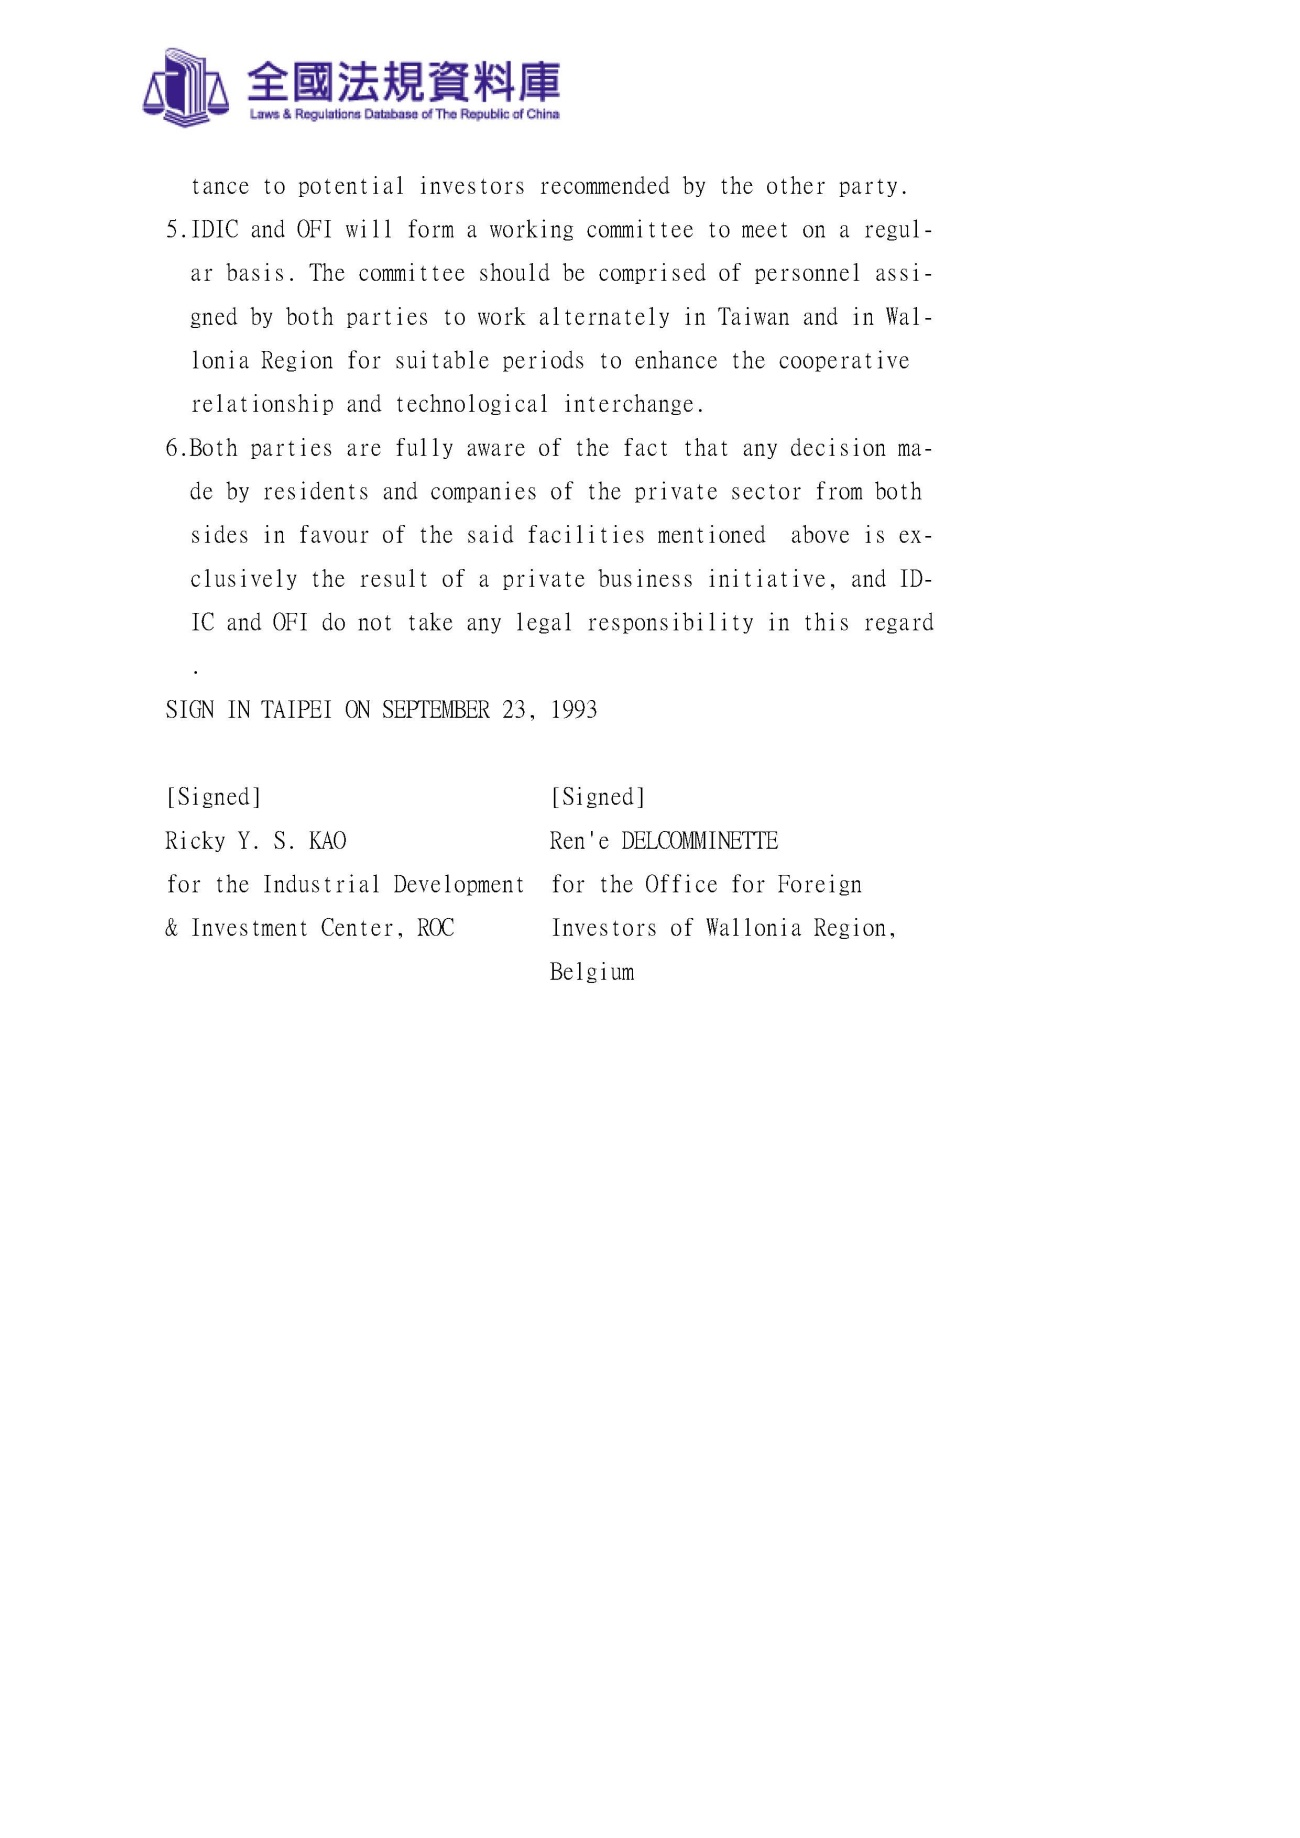 全國法規資料庫
Laws & Regulations Database of The Republic of China
tance to potential investors recommended by the other party.
5.IDIC and OFI will form a working committee to meet on a regul-
ar basis. The committee should be comprised of personnel assi-
gned by both parties to work alternately in Taiwan and in Wal-
lonia Region for suitable periods to enhance the cooperative
relationship and technological interchange.
6.Both parties are fully aware of the fact that any decision ma-
de by residents and companies of the private sector from both
sides in favour of the said facilities mentioned  above is ex-
clusively the result of a private business initiative, and ID-
IC and OFI do not take any legal responsibility in this regard
.
SIGN IN TAIPEI ON SEPTEMBER 23, 1993
[Signed] [Signed]
Ricky Y. S. KAO Ren'e DELCOMMINETTE
for the Industrial Development for the Office for Foreign
& Investment Center, ROC Investors of Wallonia Region,
Belgium